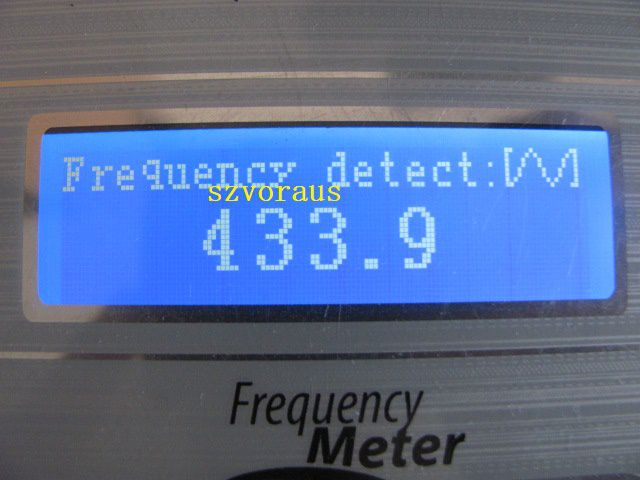 Frequency detect:[
szvoraus
433.9
Frequency
Meter